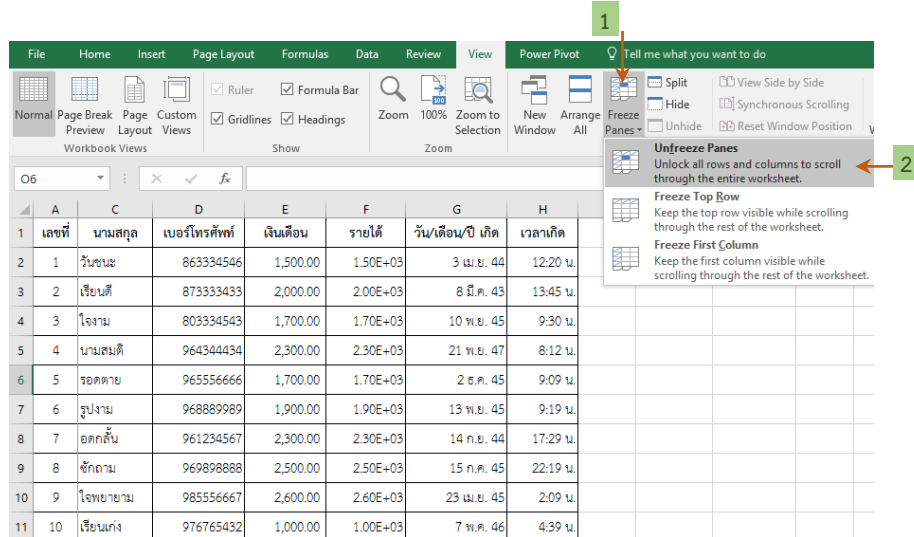 1
File Home Insert Page Layout Formulas Data Review View Power Pivot Tell me what you want to do
Normal Page Break Preview Page Layout Custom Views
Workbook Views
Ruler Formula Bar
Gridlines Headings
Show
Zoom 100% Zoom to Selection
Zoom
New Window Arrange All Freeze Panes
Split
Hide
Unhide
View Side by Side
Synchronous Scrolling
Reset Window Position
Unfreeze Panes
Unlock all rows and columns to scroll
through the entire worksheet.
2
Freeze Top Row
Keep the top row visible while scrolling
through the rest of the worksheet.
Freeze First Column
Keep the first column visible while
scrolling through the rest of the worksheet.
O6 fx
A C D E F G H
1 เลขที่ นามสกุล เบอร์โทรศัพท์ เงินเดือน รายได้ วัน/เดือน/ปี เกิด เวลาเกิด
2 1 วันชนะ 863334546 1,500.00 1.50E+03 3 เม.ย. 44 12:20 น.
3 2 เรียนดี 873333433 2,000.00 2.00E+03 8 มี.ค. 43 13:45 น.
4 3 ใจงาม 803334543 1,700.00 1.70E+03 10 พ.ย. 45 9:30 น.
5 4 นามสมติ 964344434 2,300.00 2.30E+03 21 พ.ย. 47 8:12 น.
6 5 รอดตาย 965556666 1,700.00 1.70E+03 2 ธ.ค. 45 9:09 น.
7 6 รูปงาม 968889989 1,900.00 1.90E+03 13 พ.ย. 45 9:19 น.
8 7 อดกลั้น 961234567 2,300.00 2.30E+03 14 ก.ย. 44 17:29 น.
9 8 ซักถาม 969898888 2,500.00 2.50E+03 15 ก.ค. 45 22:19 น.
10 9 ใจพยายาม 985556667 2,600.00 2.60E+03 23 เม.ย. 45 2:09 น.
11 10 เรียนเก่ง 976765432 1,000.00 1.00E+03 7 พ.ค. 46 4:39 น.